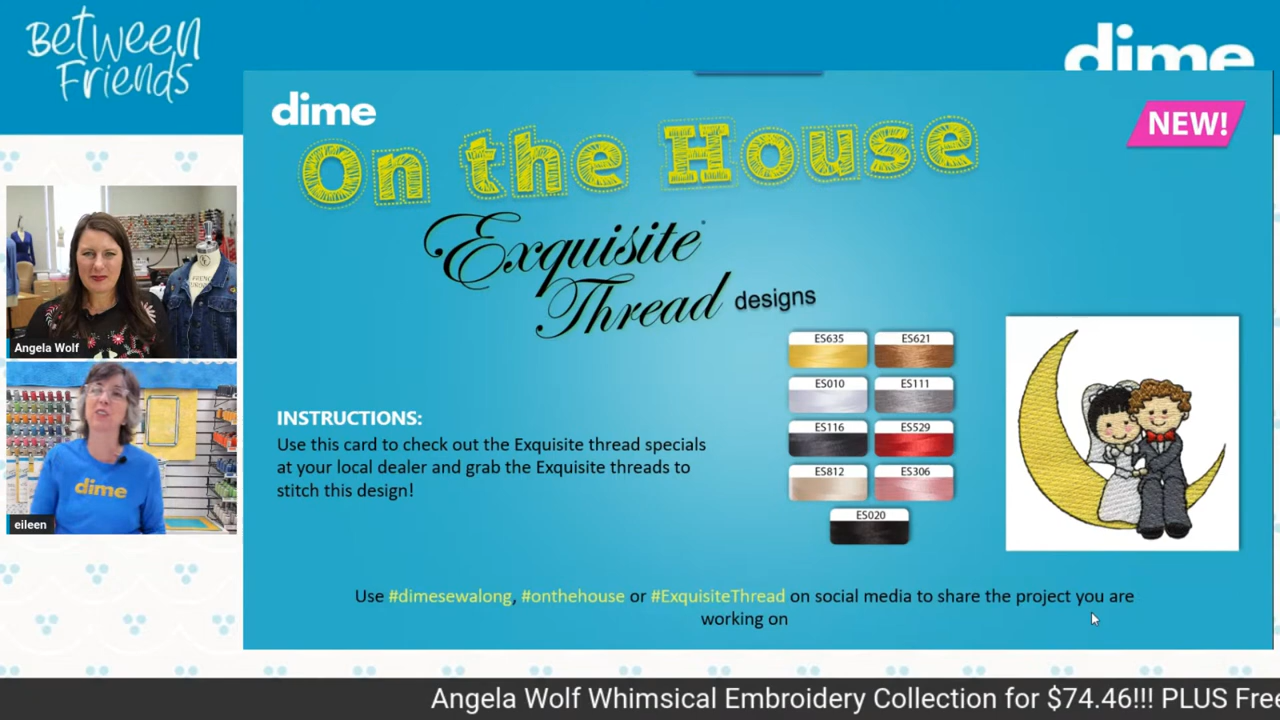 Between
Friends
dime
dime
On the House
NEW!
Exquisite®
Thread designs
ES635
ES621
ES010
ES111
ES116
ES529
ES812
ES306
ES020
INSTRUCTIONS:
Use this card to check out the Exquisite thread specials
at your local dealer and grab the Exquisite threads to
stitch this design!
Angela Wolf
dime
eileen
Use #dimesewalong, #onthehouse or #ExquisiteThread on social media to share the project you are
working on
Angela Wolf Whimsical Embroidery Collection for $74.46!!! PLUS Free